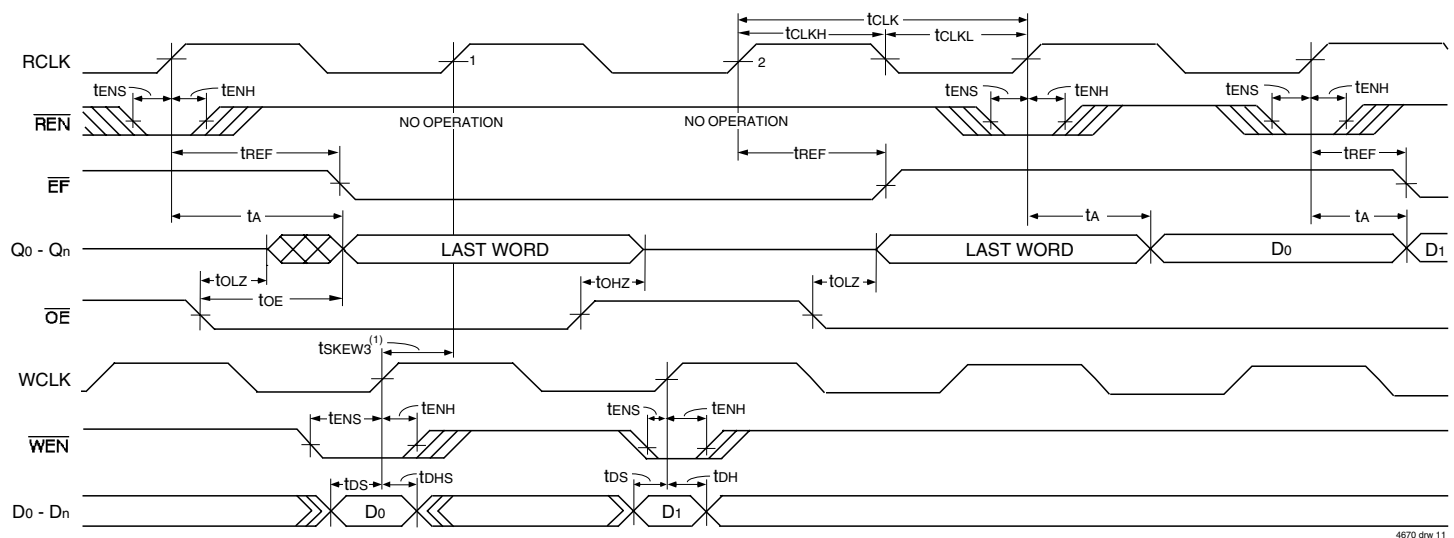 tCLK
tCLKH
tCLKL
RCLK
1
2
tENS
tENH
tENS
tENH
tENS
tENH
REN
NO OPERATION
NO OPERATION
tREF
tREF
tREF
EF
tA
tA
tA
Q0 - Qn
LAST WORD
LAST WORD
D0
D1
tOLZ
tOHZ
tOLZ
tOE
OE
tSKEW3(1)
WCLK
tENS
tENH
tENS
tENH
WEN
tDS
tDHS
tDS
tDH
D0 - Dn
D0
D1
4670 drw 11